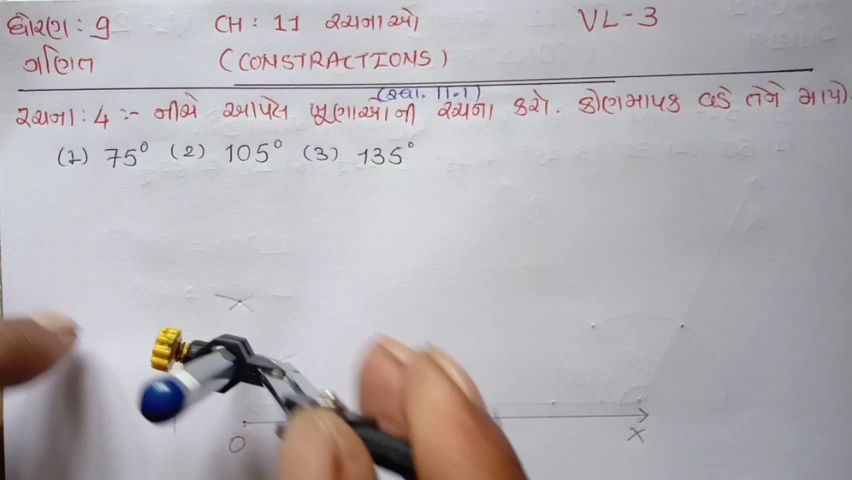 ધોરણ : 9 CH : 11 રચનાઓ VL - 3
ગણિત (CONSTRACTIONS)
(સ્વા. 11.1)
રચના : 4 :- નીચે આપેલ ખૂણાઓની રચના કરો. કોણમાપક વડે તેને માપો.
(1) 75° (2) 105° (3) 135°
O X